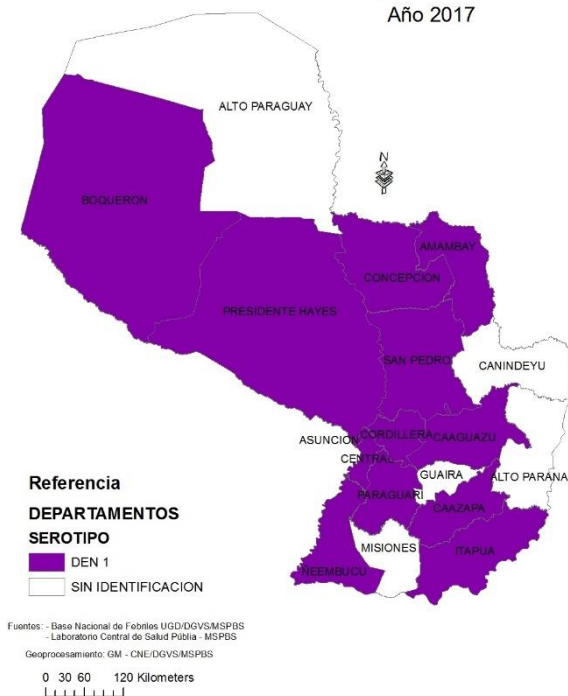 Año 2017
ALTO PARAGUAY
N
BOQUERON
AMAMBAY
CONCEPCION
PRESIDENTE HAYES
SAN PEDRO
CANINDEYU
ASUNCION
CORDILLERA
CAAGUAZU
CENTRAL
GUAIRA
ALTO PARANA
PARAGUARI
CAAZAPA
MISIONES
ITAPUA
ÑEEMBUCU
Referencia
DEPARTAMENTOS
SEROTIPO
DEN 1
SIN IDENTIFICACION
Fuentes: - Base Nacional de Febriles UGD/DGVS/MSPBS
- Laboratorio Central de Salud Públia - MSPBS
Geoprocesamiento: GM - CNE/DGVS/MSPBS
0 30 60 120 Kilometers